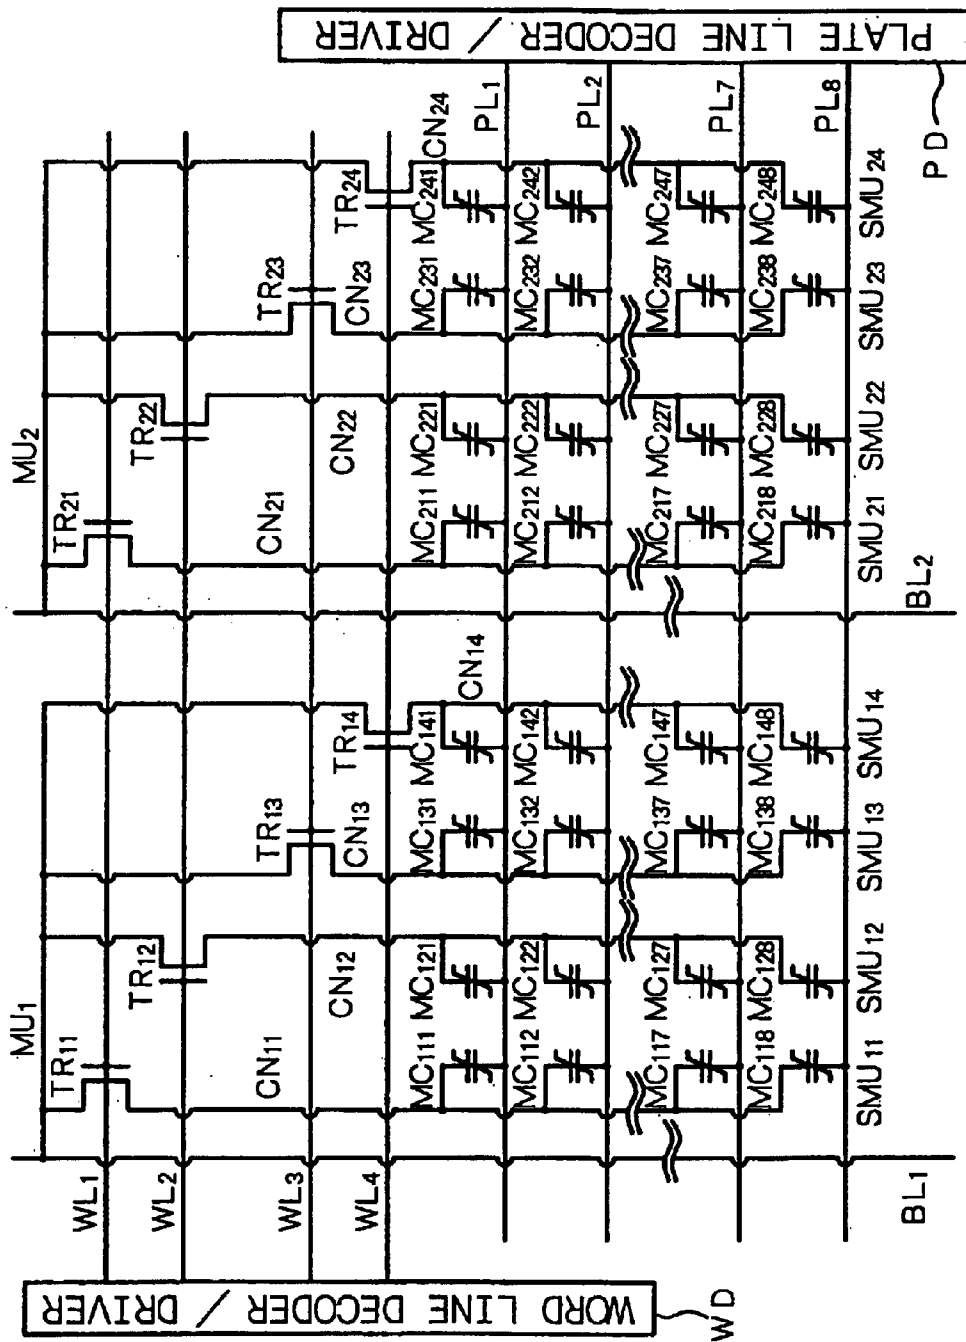 MU1 MU2
TR11 TR21
WL1
TR12 TR22
WL2
CN11 TR13 CN21 TR23
WL3
CN12 CN13 TR14 CN22 CN23 TR24
WL4
MC111 MC121 MC131 MC141 MC211 MC221 MC231 MC241
CN14 CN24
PL1
MC112 MC122 MC132 MC142 MC212 MC222 MC232 MC242
PL2
MC117 MC127 MC137 MC147 MC217 MC227 MC237 MC247
PL7
MC118 MC128 MC138 MC148 MC218 MC228 MC238 MC248
PL8
SMU11 SMU12 SMU13 SMU14 SMU21 SMU22 SMU23 SMU24
BL1 BL2
WORD LINE DECODER / DRIVER
WD
PLATE LINE DECODER / DRIVER
PD